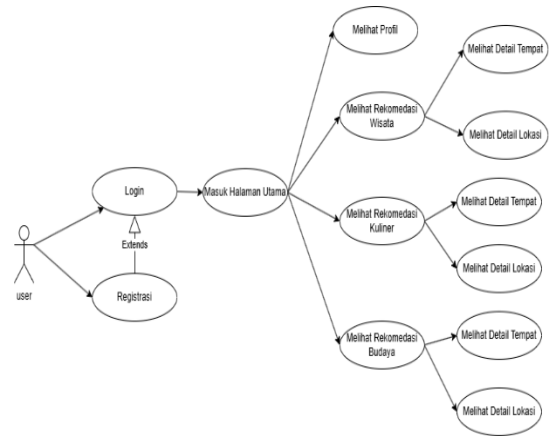 Melihat Profil
Melihat Detail Tempat
Melihat Rekomedasi
Wisata
Melihat Detail Lokasi
Login
Masuk Halaman Utama
Melihat Detail Tempat
Melihat Rekomedasi
Kuliner
Extends
Melihat Detail Lokasi
user
Registrasi
Melihat Detail Tempat
Melihat Rekomedasi
Budaya
Melihat Detail Lokasi